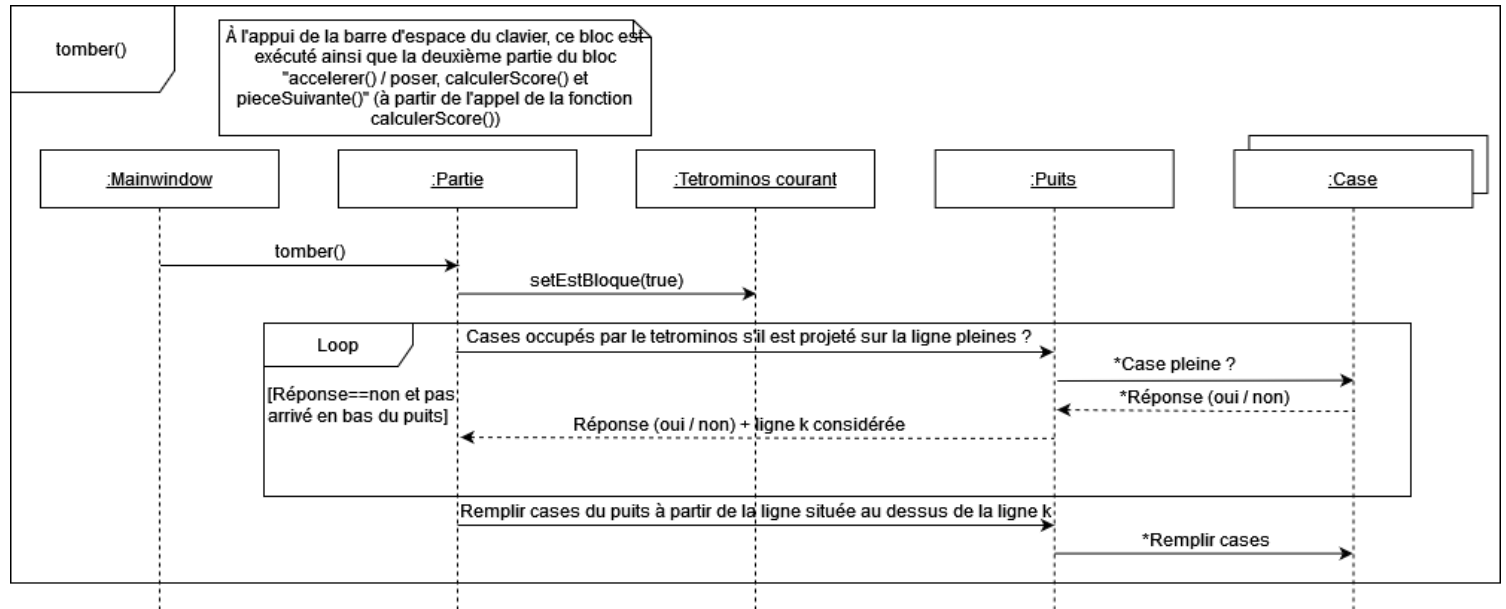 tomber()
À l'appui de la barre d'espace du clavier, ce bloc est
exécuté ainsi que la deuxième partie du bloc
"accelerer() / poser, calculerScore() et
pieceSuivante()" (à partir de l'appel de la fonction
calculerScore())
:Mainwindow
:Partie
:Tetrominos courant
:Puits
:Case
tomber()
setEstBloque(true)
Loop
Cases occupés par le tetrominos s'il est projeté sur la ligne pleines ?
*Case pleine ?
[Réponse==non et pas
arrivé en bas du puits]
*Réponse (oui / non)
Réponse (oui / non) + ligne k considérée
Remplir cases du puits à partir de la ligne située au dessus de la ligne k
*Remplir cases